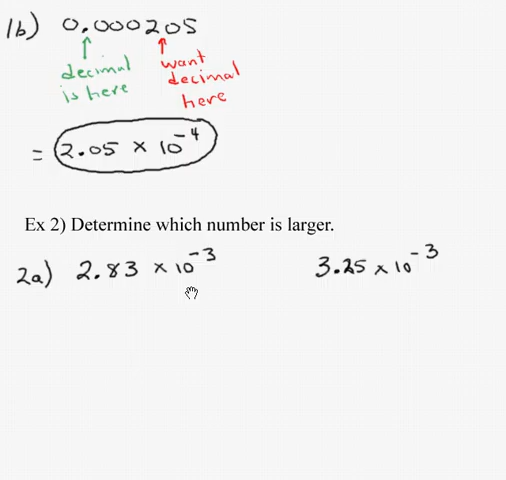 1b) 0.000205
decimal is here
want decimal here
= 2.05 × 10⁻⁴
Ex 2) Determine which number is larger.
2a) 2.83 × 10⁻³ 3.25 × 10⁻³